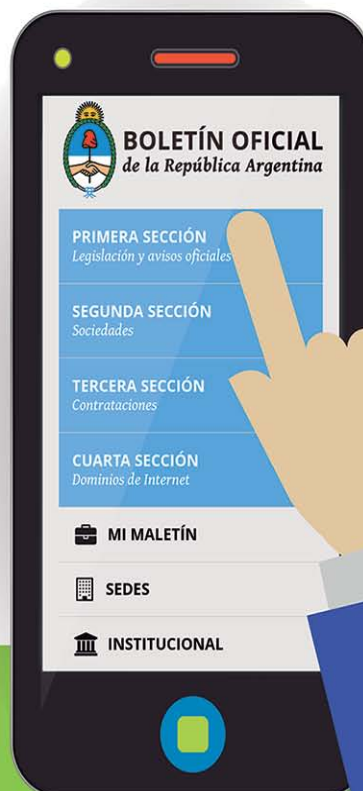 BOLETÍN OFICIAL
de la República Argentina
PRIMERA SECCIÓN
Legislación y avisos oficiales
SEGUNDA SECCIÓN
Sociedades
TERCERA SECCIÓN
Contrataciones
CUARTA SECCIÓN
Dominios de Internet
MI MALETÍN
SEDES
INSTITUCIONAL